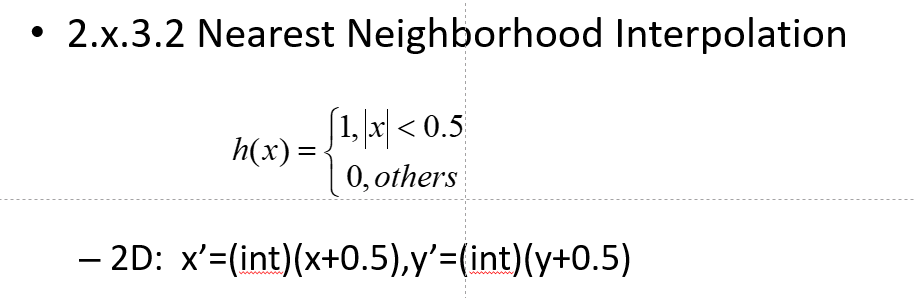 • 2.x.3.2 Nearest Neighborhood Interpolation
h(x) = { 1, |x| < 0.5
0, others
– 2D: x’=(int)(x+0.5),y’=(int)(y+0.5)